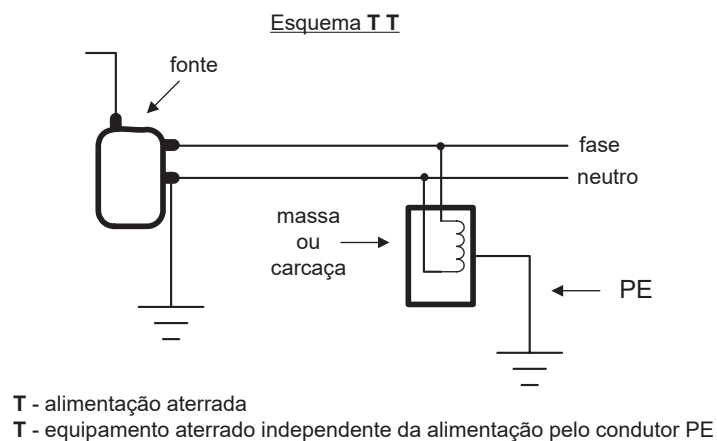 Esquema T T
fonte
fase
neutro
massa
ou
carcaça
PE
T - alimentação aterrada
T - equipamento aterrado independente da alimentação pelo condutor PE